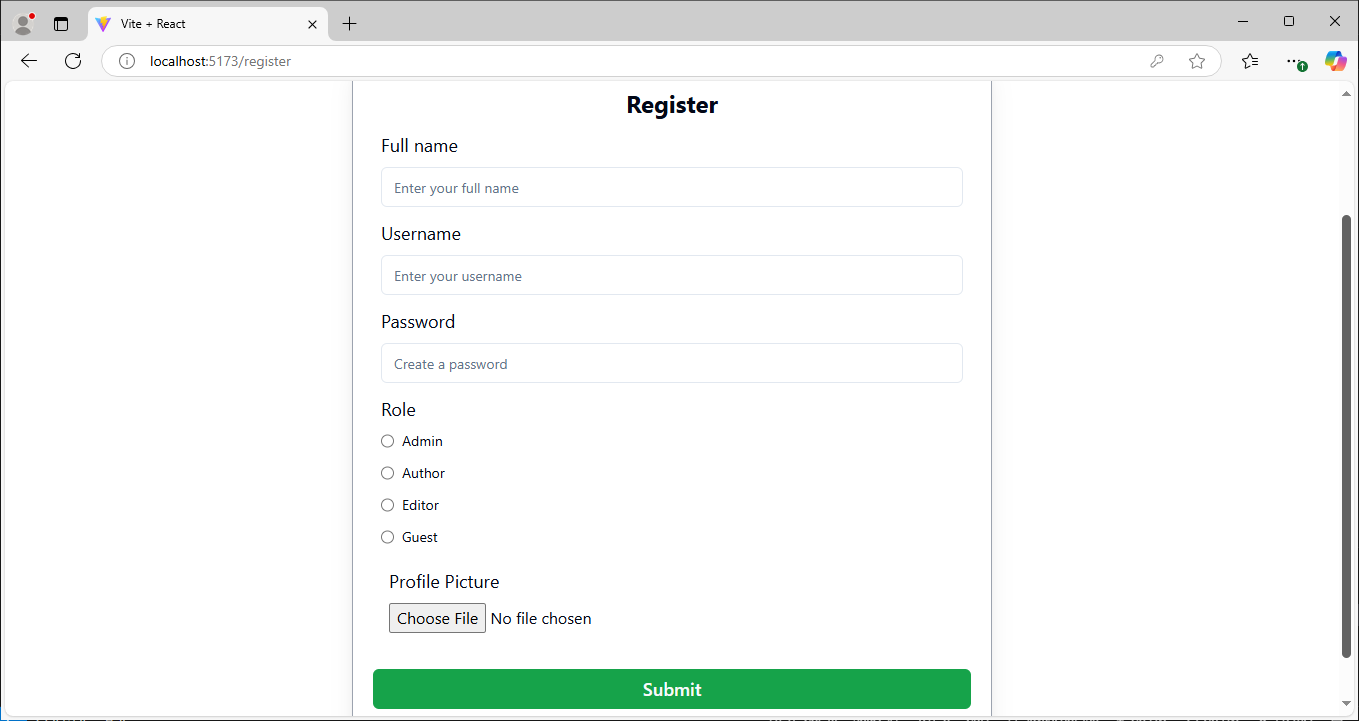 Vite + React
localhost:5173/register
Register
Full name
Enter your full name
Username
Enter your username
Password
Create a password
Role
Admin
Author
Editor
Guest
Profile Picture
Choose File No file chosen
Submit